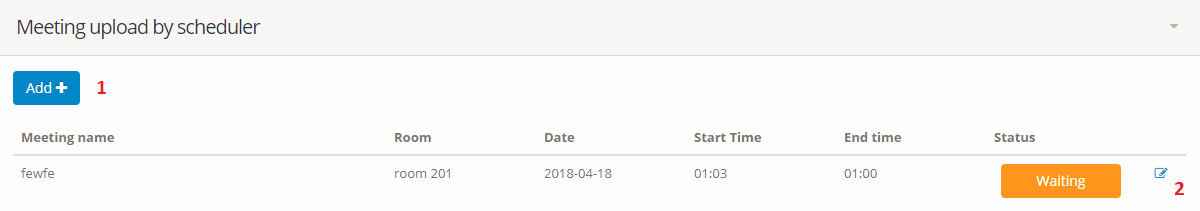 Meeting upload by scheduler
Add 1
Meeting name Room Date Start Time End time Status
fewfe room 201 2018-04-18 01:03 01:00 Waiting 2